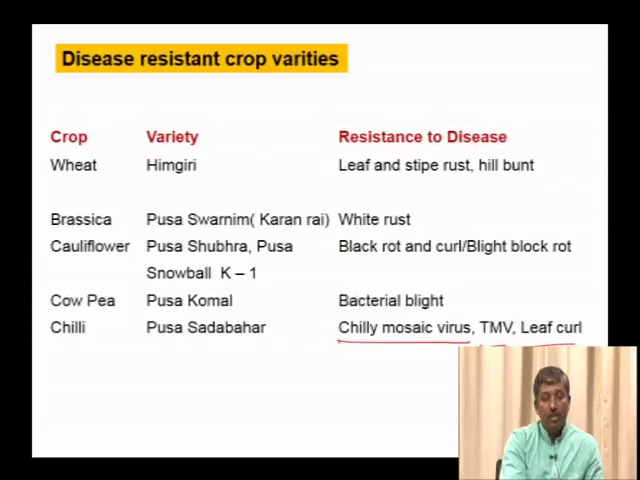 Disease resistant crop varities
Crop Variety Resistance to Disease
Wheat Himgiri Leaf and stipe rust, hill bunt
Brassica Pusa Swarnim( Karan rai) White rust
Cauliflower Pusa Shubhra, Pusa Black rot and curl/Blight block rot
Snowball K – 1
Cow Pea Pusa Komal Bacterial blight
Chilli Pusa Sadabahar Chilly mosaic virus, TMV, Leaf curl